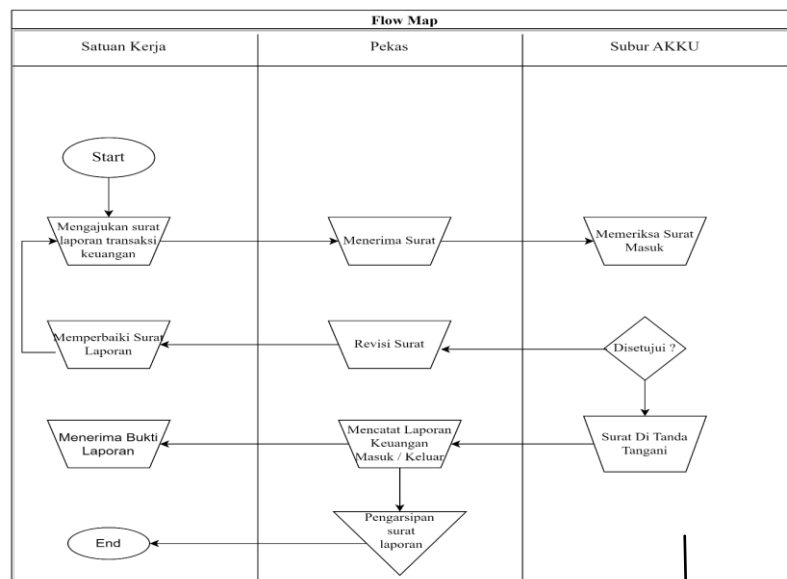 Flow Map
Satuan Kerja
Pekas
Subur AKKU
Start
Mengajukan surat
laporan transaksi
keuangan
Menerima Surat
Memeriksa Surat
Masuk
Memperbaiki Surat
Laporan
Revisi Surat
Disetujui ?
Menerima Bukti
Laporan
Mencatat Laporan
Keuangan
Masuk / Keluar
Surat Di Tanda
Tangani
Pengarsipan
surat
laporan
End